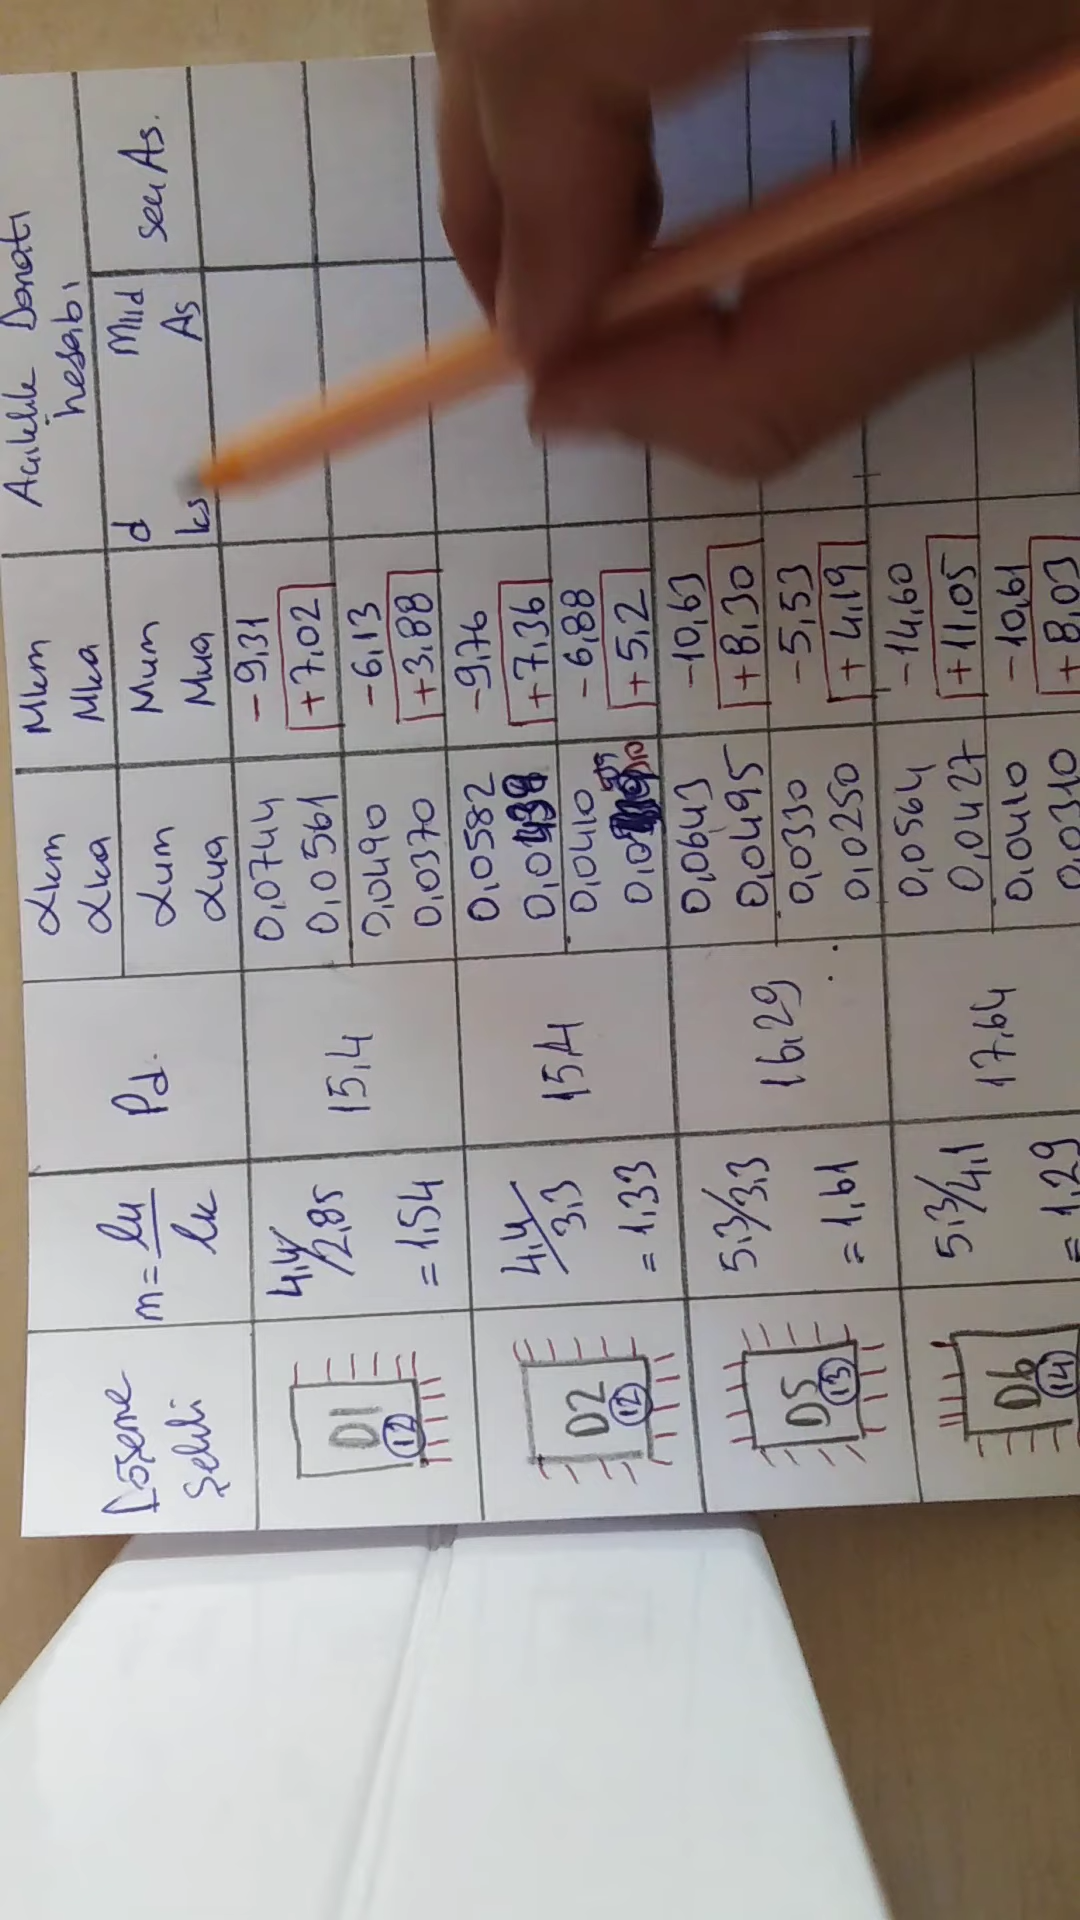 Döşeme
Şekli
m = lu
lk
Pd.
αkm
αka
αum
αua
Mkm
Mka
Mum
Mua
Açıklık Donatı
hesabı
d
ks
Mud
As
seç As.
D1
12
4.4/2.85
= 1,54
15,4
0,0744
0,0561
0,0490
0,0370
-9,31
+7,02
-6,13
+3,88
D2
12
4.4/3,3
= 1,33
15,4
0,0582
0,0438
0,0410
-9,76
+7,36
-6,88
+5,2
D5
13
5,3/3,3
= 1,61
16,29
0,0643
0,0495
0,0330
0,0250
-10,63
+8,30
-5,53
+4,19
D6
14
5,3/4,1
= 1,29
17,64
0,0564
0,0427
0,0410
0,0310
-14,60
+11,05
-10,61
+8,03